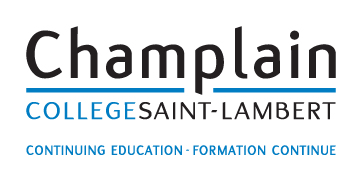 Champlain
COLLEGESAINT-LAMBERT
CONTINUING EDUCATION - FORMATION CONTINUE